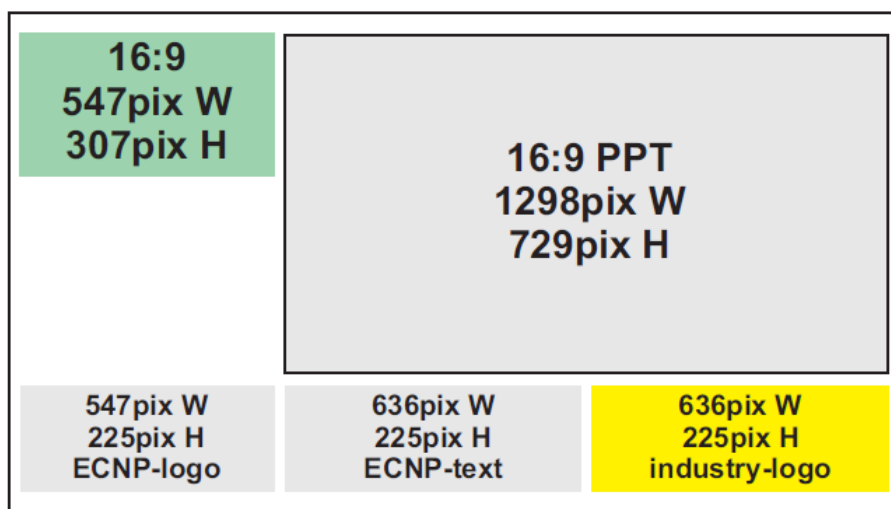 16:9
547pix W
307pix H
16:9 PPT
1298pix W
729pix H
547pix W
225pix H
ECNP-logo
636pix W
225pix H
ECNP-text
636pix W
225pix H
industry-logo